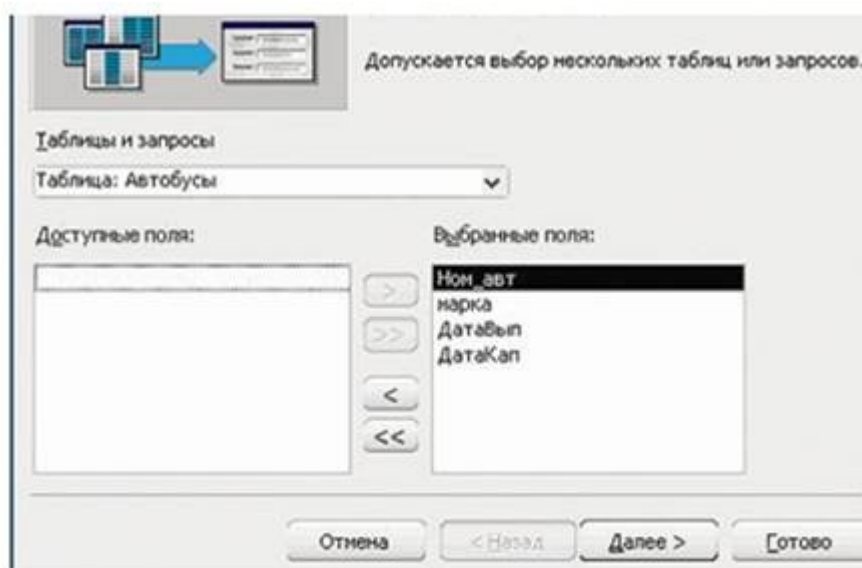 Допускается выбор нескольких таблиц или запросов.
Таблицы и запросы
Таблица: Автобусы
Доступные поля:
Выбранные поля:
>
>>
<
<<
Ном_авт
марка
ДатаВып
ДатаКап
Отмена
< Назад
Далее >
Готово